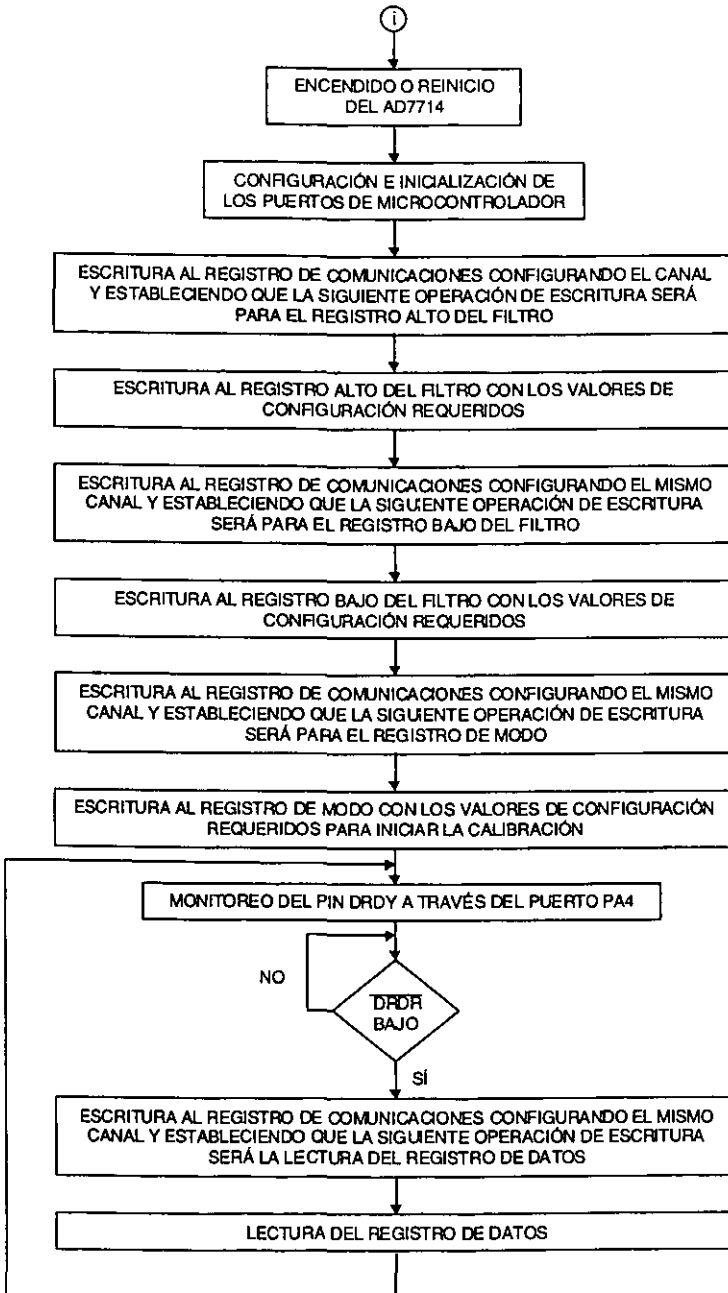 i
ENCENDIDO O REINICIO
DEL AD7714
CONFIGURACIÓN E INICIALIZACIÓN DE
LOS PUERTOS DE MICROCONTROLADOR
ESCRITURA AL REGISTRO DE COMUNICACIONES CONFIGURANDO EL CANAL
Y ESTABLECIENDO QUE LA SIGUIENTE OPERACIÓN DE ESCRITURA SERÁ
PARA EL REGISTRO ALTO DEL FILTRO
ESCRITURA AL REGISTRO ALTO DEL FILTRO CON LOS VALORES DE
CONFIGURACIÓN REQUERIDOS
ESCRITURA AL REGISTRO DE COMUNICACIONES CONFIGURANDO EL MISMO
CANAL Y ESTABLECIENDO QUE LA SIGUIENTE OPERACIÓN DE ESCRITURA
SERÁ PARA EL REGISTRO BAJO DEL FILTRO
ESCRITURA AL REGISTRO BAJO DEL FILTRO CON LOS VALORES DE
CONFIGURACIÓN REQUERIDOS
ESCRITURA AL REGISTRO DE COMUNICACIONES CONFIGURANDO EL MISMO
CANAL Y ESTABLECIENDO QUE LA SIGUIENTE OPERACIÓN DE ESCRITURA
SERÁ PARA EL REGISTRO DE MODO
ESCRITURA AL REGISTRO DE MODO CON LOS VALORES DE CONFIGURACIÓN
REQUERIDOS PARA INICIAR LA CALIBRACIÓN
MONITOREO DEL PIN DRDY A TRAVÉS DEL PUERTO PA4
NO
DRDR
BAJO
SÍ
ESCRITURA AL REGISTRO DE COMUNICACIONES CONFIGURANDO EL MISMO
CANAL Y ESTABLECIENDO QUE LA SIGUIENTE OPERACIÓN DE ESCRITURA
SERÁ LA LECTURA DEL REGISTRO DE DATOS
LECTURA DEL REGISTRO DE DATOS